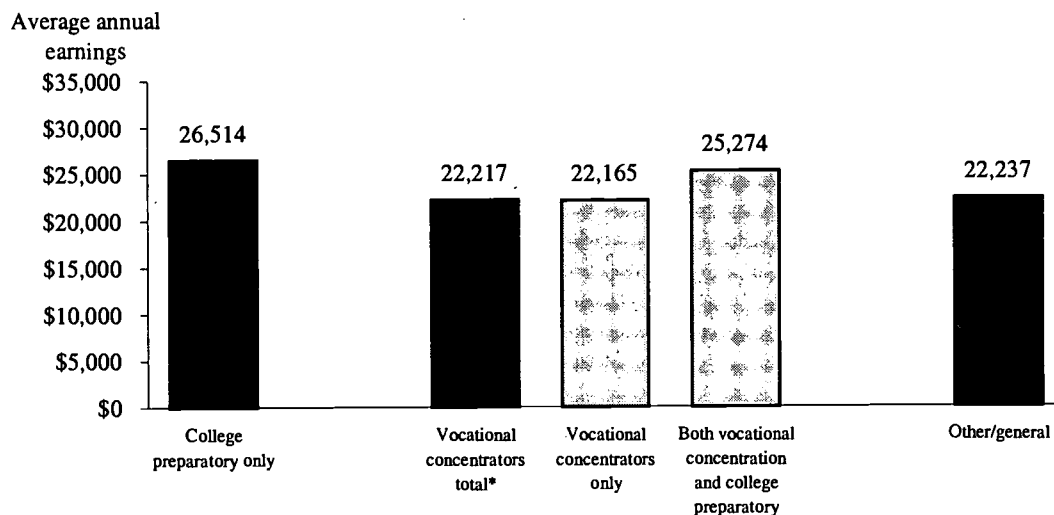 Average annual
earnings
$35,000
$30,000
$25,000
$20,000
$15,000
$10,000
$5,000
$0
26,514
22,217
22,165
25,274
22,237
College
preparatory only
Vocational
concentrators
total*
Vocational
concentrators
only
Both vocational
concentration
and college
preparatory
Other/general